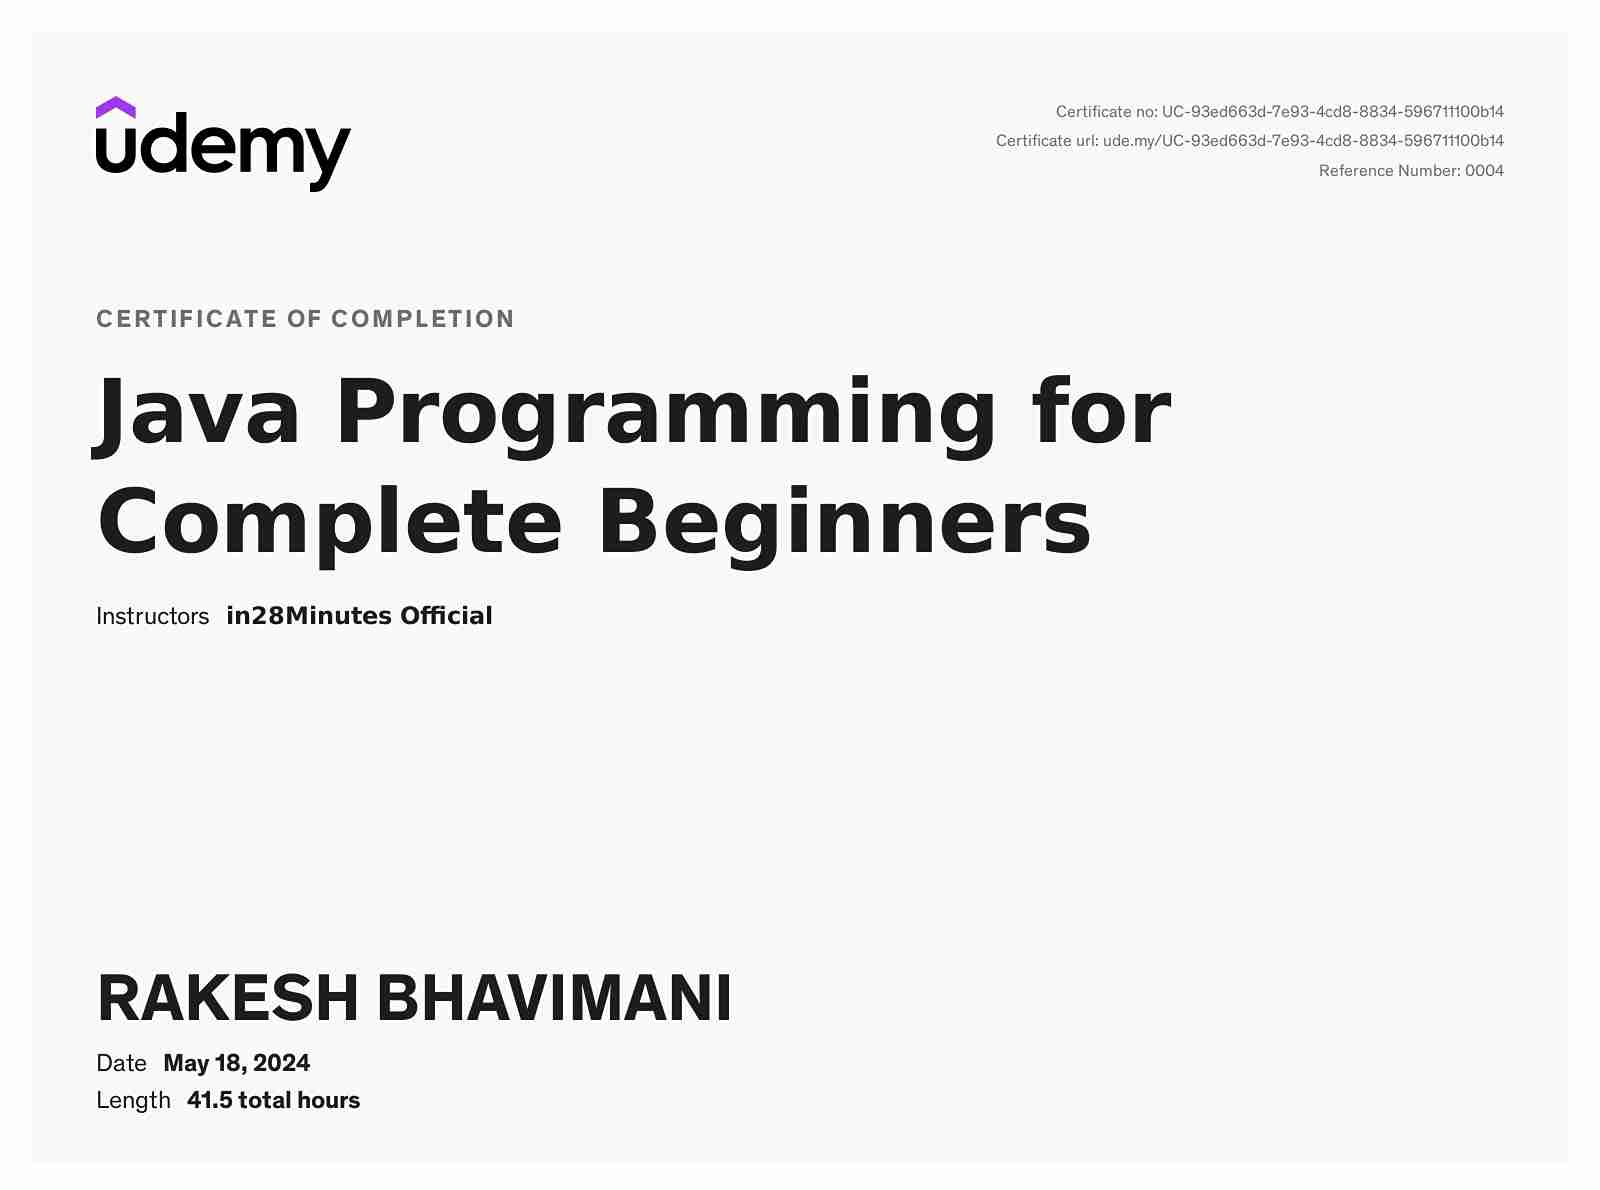 udemy
Certificate no: UC-93ed663d-7e93-4cd8-8834-596711100b14
Certificate url: ude.my/UC-93ed663d-7e93-4cd8-8834-596711100b14
Reference Number: 0004
CERTIFICATE OF COMPLETION
Java Programming for
Complete Beginners
Instructors in28Minutes Official
RAKESH BHAVIMANI
Date May 18, 2024
Length 41.5 total hours